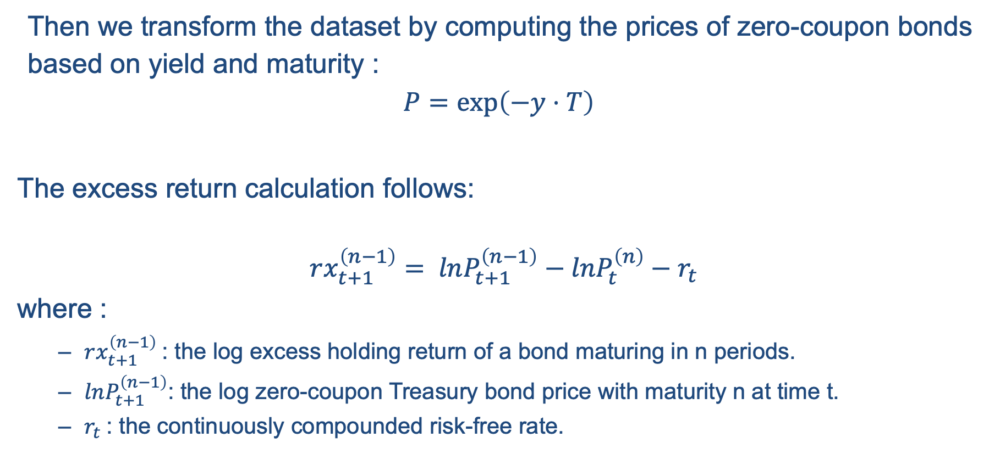 Then we transform the dataset by computing the prices of zero-coupon bonds
based on yield and maturity :
P = exp(−y · T)
The excess return calculation follows:
rx_{t+1}^{(n−1)} = lnP_{t+1}^{(n−1)} − lnP_t^{(n)} − r_t
where :
– rx_{t+1}^{(n−1)} : the log excess holding return of a bond maturing in n periods.
– lnP_{t+1}^{(n−1)}: the log zero-coupon Treasury bond price with maturity n at time t.
– r_t : the continuously compounded risk-free rate.